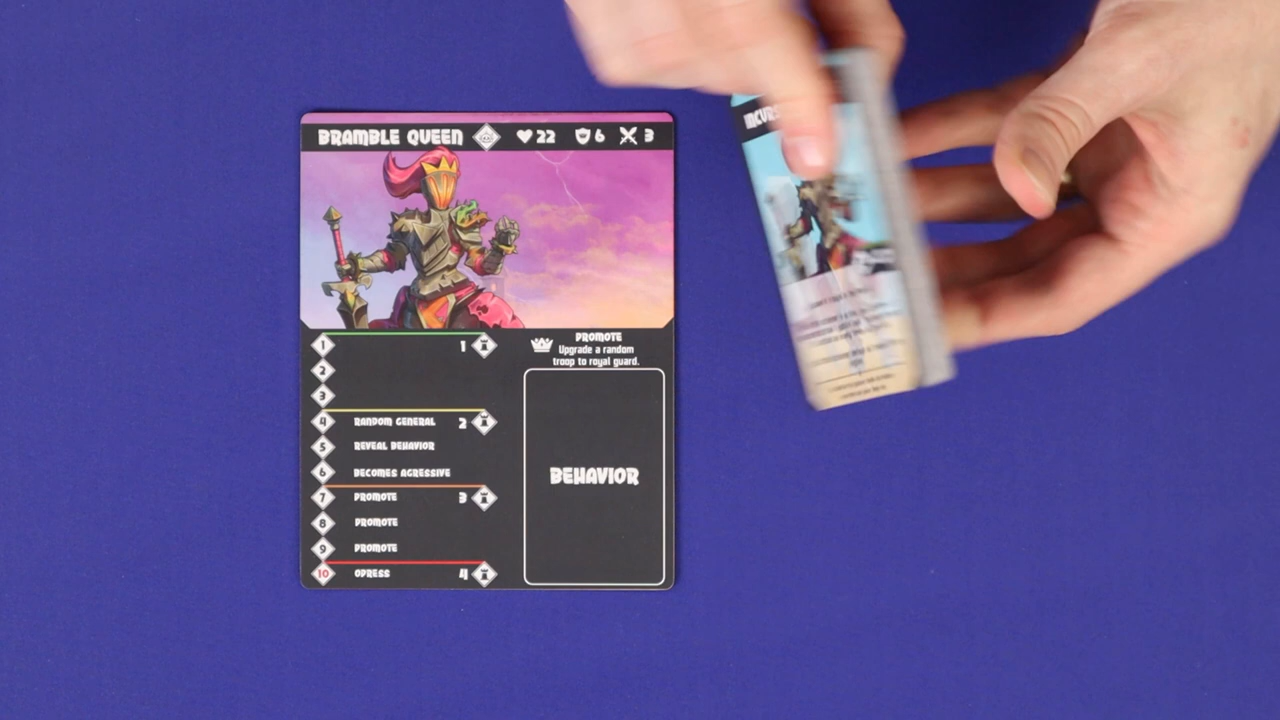 BRAMBLE QUEEN 22 6 3
1 1
2
3
4 RANDOM GENERAL 2
5 REVEAL BEHAVIOR
6 BECOMES AGRESSIVE
7 PROMOTE 3
8 PROMOTE
9 PROMOTE
10 OPRESS 4
PROMOTE
Upgrade a random
troop to royal guard.
BEHAVIOR